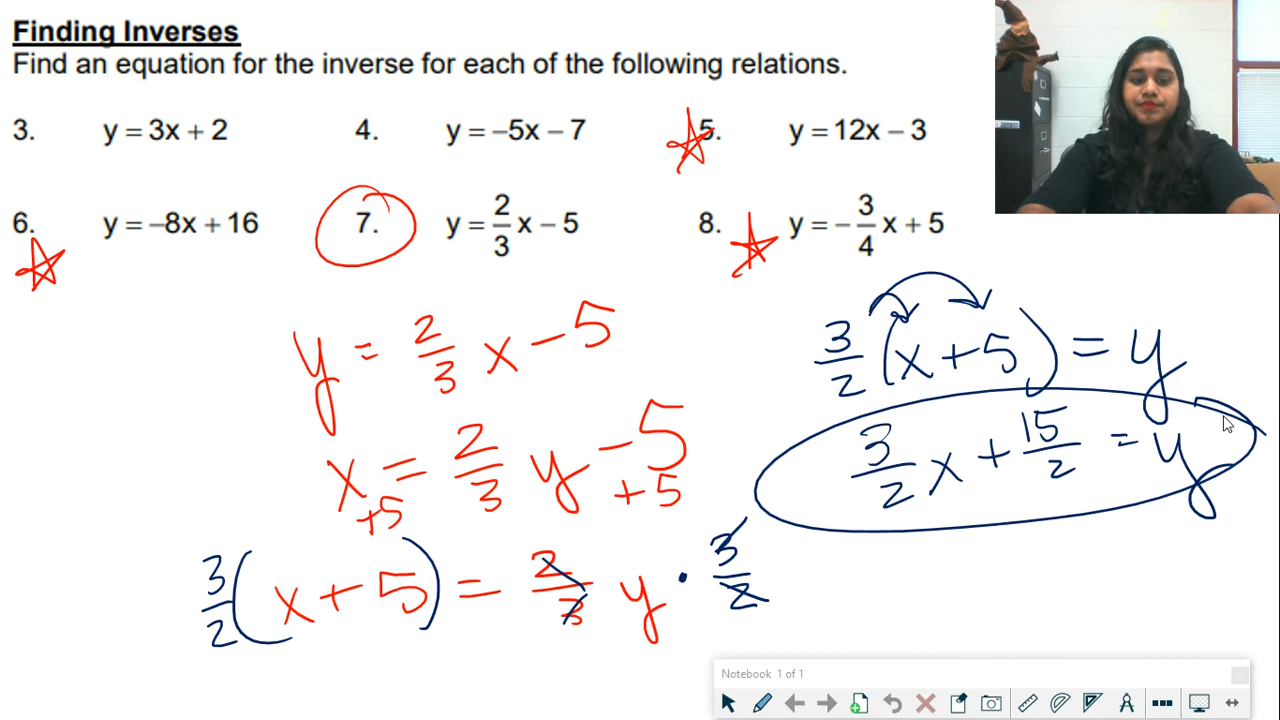 Finding Inverses
Find an equation for the inverse for each of the following relations.
3. y = 3x + 2 4. y = –5x – 7 5. y = 12x – 3
6. y = –8x + 16 7. y = 2/3 x – 5 8. y = – 3/4 x + 5
y = 2/3 x – 5
x = 2/3 y – 5
+5 +5
3/2 (x + 5) = 2/3 y · 3/2
3/2 (x + 5) = y
3/2 x + 15/2 = y
Notebook 1 of 1